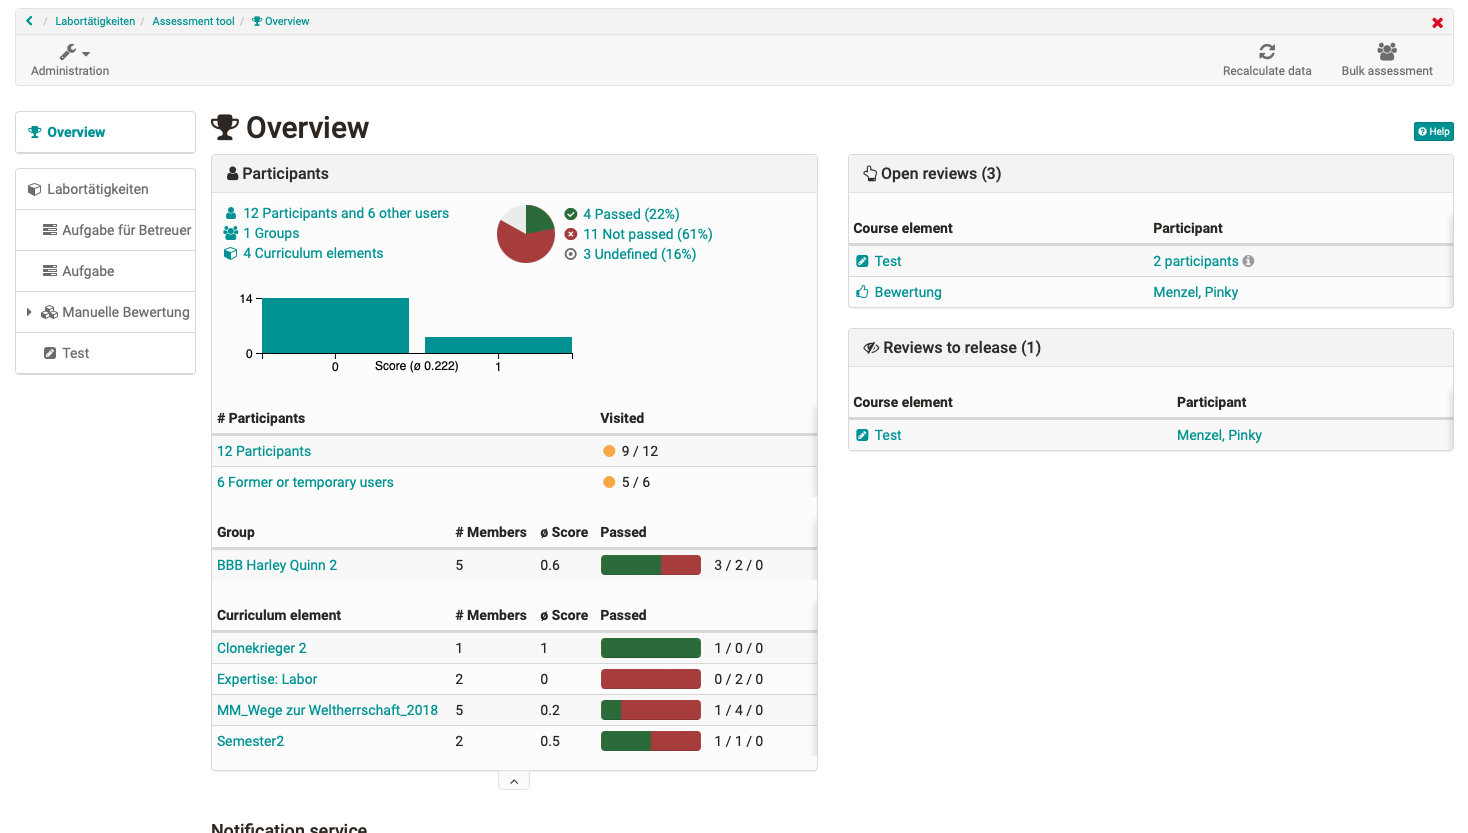 / Labortätigkeiten / Assessment tool / Overview
Administration
Recalculate data
Bulk assessment
Overview
Labortätigkeiten
Aufgabe für Betreuer
Aufgabe
Manuelle Bewertung
Test
Overview
Help
Participants
12 Participants and 6 other users
1 Groups
4 Curriculum elements
4 Passed (22%)
11 Not passed (61%)
3 Undefined (16%)
14
0
0
Score (ø 0.222)
1
# Participants Visited
12 Participants 9 / 12
6 Former or temporary users 5 / 6
Group # Members ø Score Passed
BBB Harley Quinn 2 5 0.6 3 / 2 / 0
Curriculum element # Members ø Score Passed
Clonekrieger 2 1 1 1 / 0 / 0
Expertise: Labor 2 0 0 / 2 / 0
MM_Wege zur Weltherrschaft_2018 5 0.2 1 / 4 / 0
Semester2 2 0.5 1 / 1 / 0
Open reviews (3)
Course element Participant
Test 2 participants
Bewertung Menzel, Pinky
Reviews to release (1)
Course element Participant
Test Menzel, Pinky
Notification service